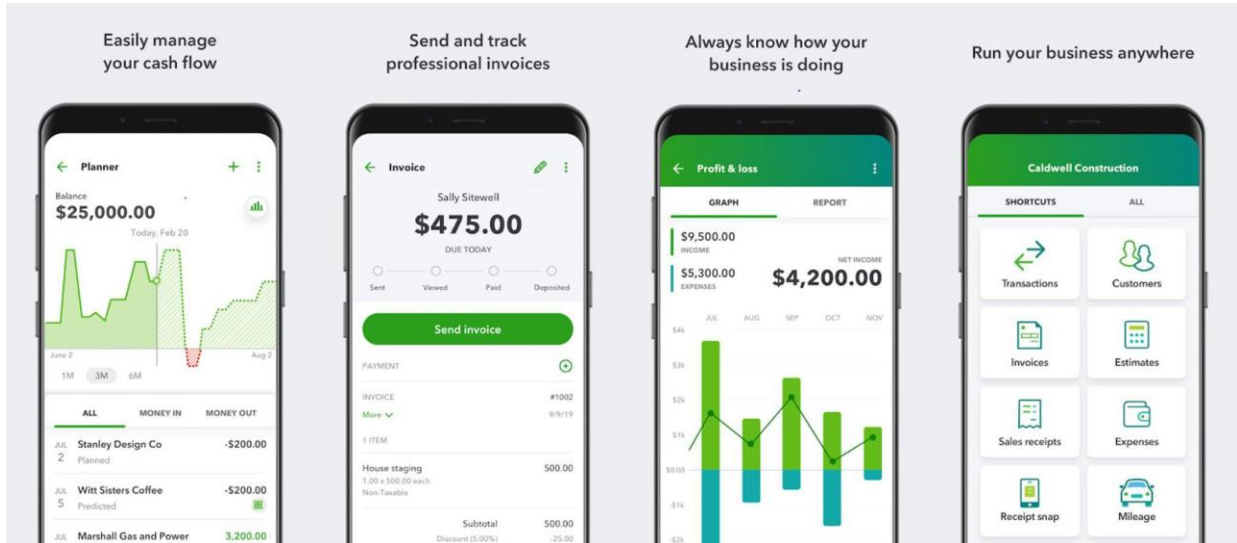 Easily manage
your cash flow
Planner
Balance
$25,000.00
Today, Feb 20
June 2
Aug 2
1M 3M 6M
ALL MONEY IN MONEY OUT
JUL 2 Stanley Design Co -$200.00
Planned
JUL 5 Witt Sisters Coffee -$200.00
Predicted
JUL Marshall Gas and Power 3,200.00
Send and track
professional invoices
Invoice
Sally Sitewell
$475.00
DUE TODAY
Sent Viewed Paid Deposited
Send invoice
PAYMENT
INVOICE #1002
More 9/9/19
1 ITEM
House staging 500.00
1.00 x 500.00 each
Non-Taxable
Subtotal 500.00
Discount (5.00%) -25.00
Always know how your
business is doing
Profit & loss
GRAPH REPORT
$9,500.00
INCOME
$5,300.00
EXPENSES
NET INCOME
$4,200.00
JUL AUG SEP OCT NOV
$4k
$3k
$2k
$1k
$0.00
-$1k
-$2k
Run your business anywhere
Caldwell Construction
SHORTCUTS ALL
Transactions Customers
Invoices Estimates
Sales receipts Expenses
Receipt snap Mileage